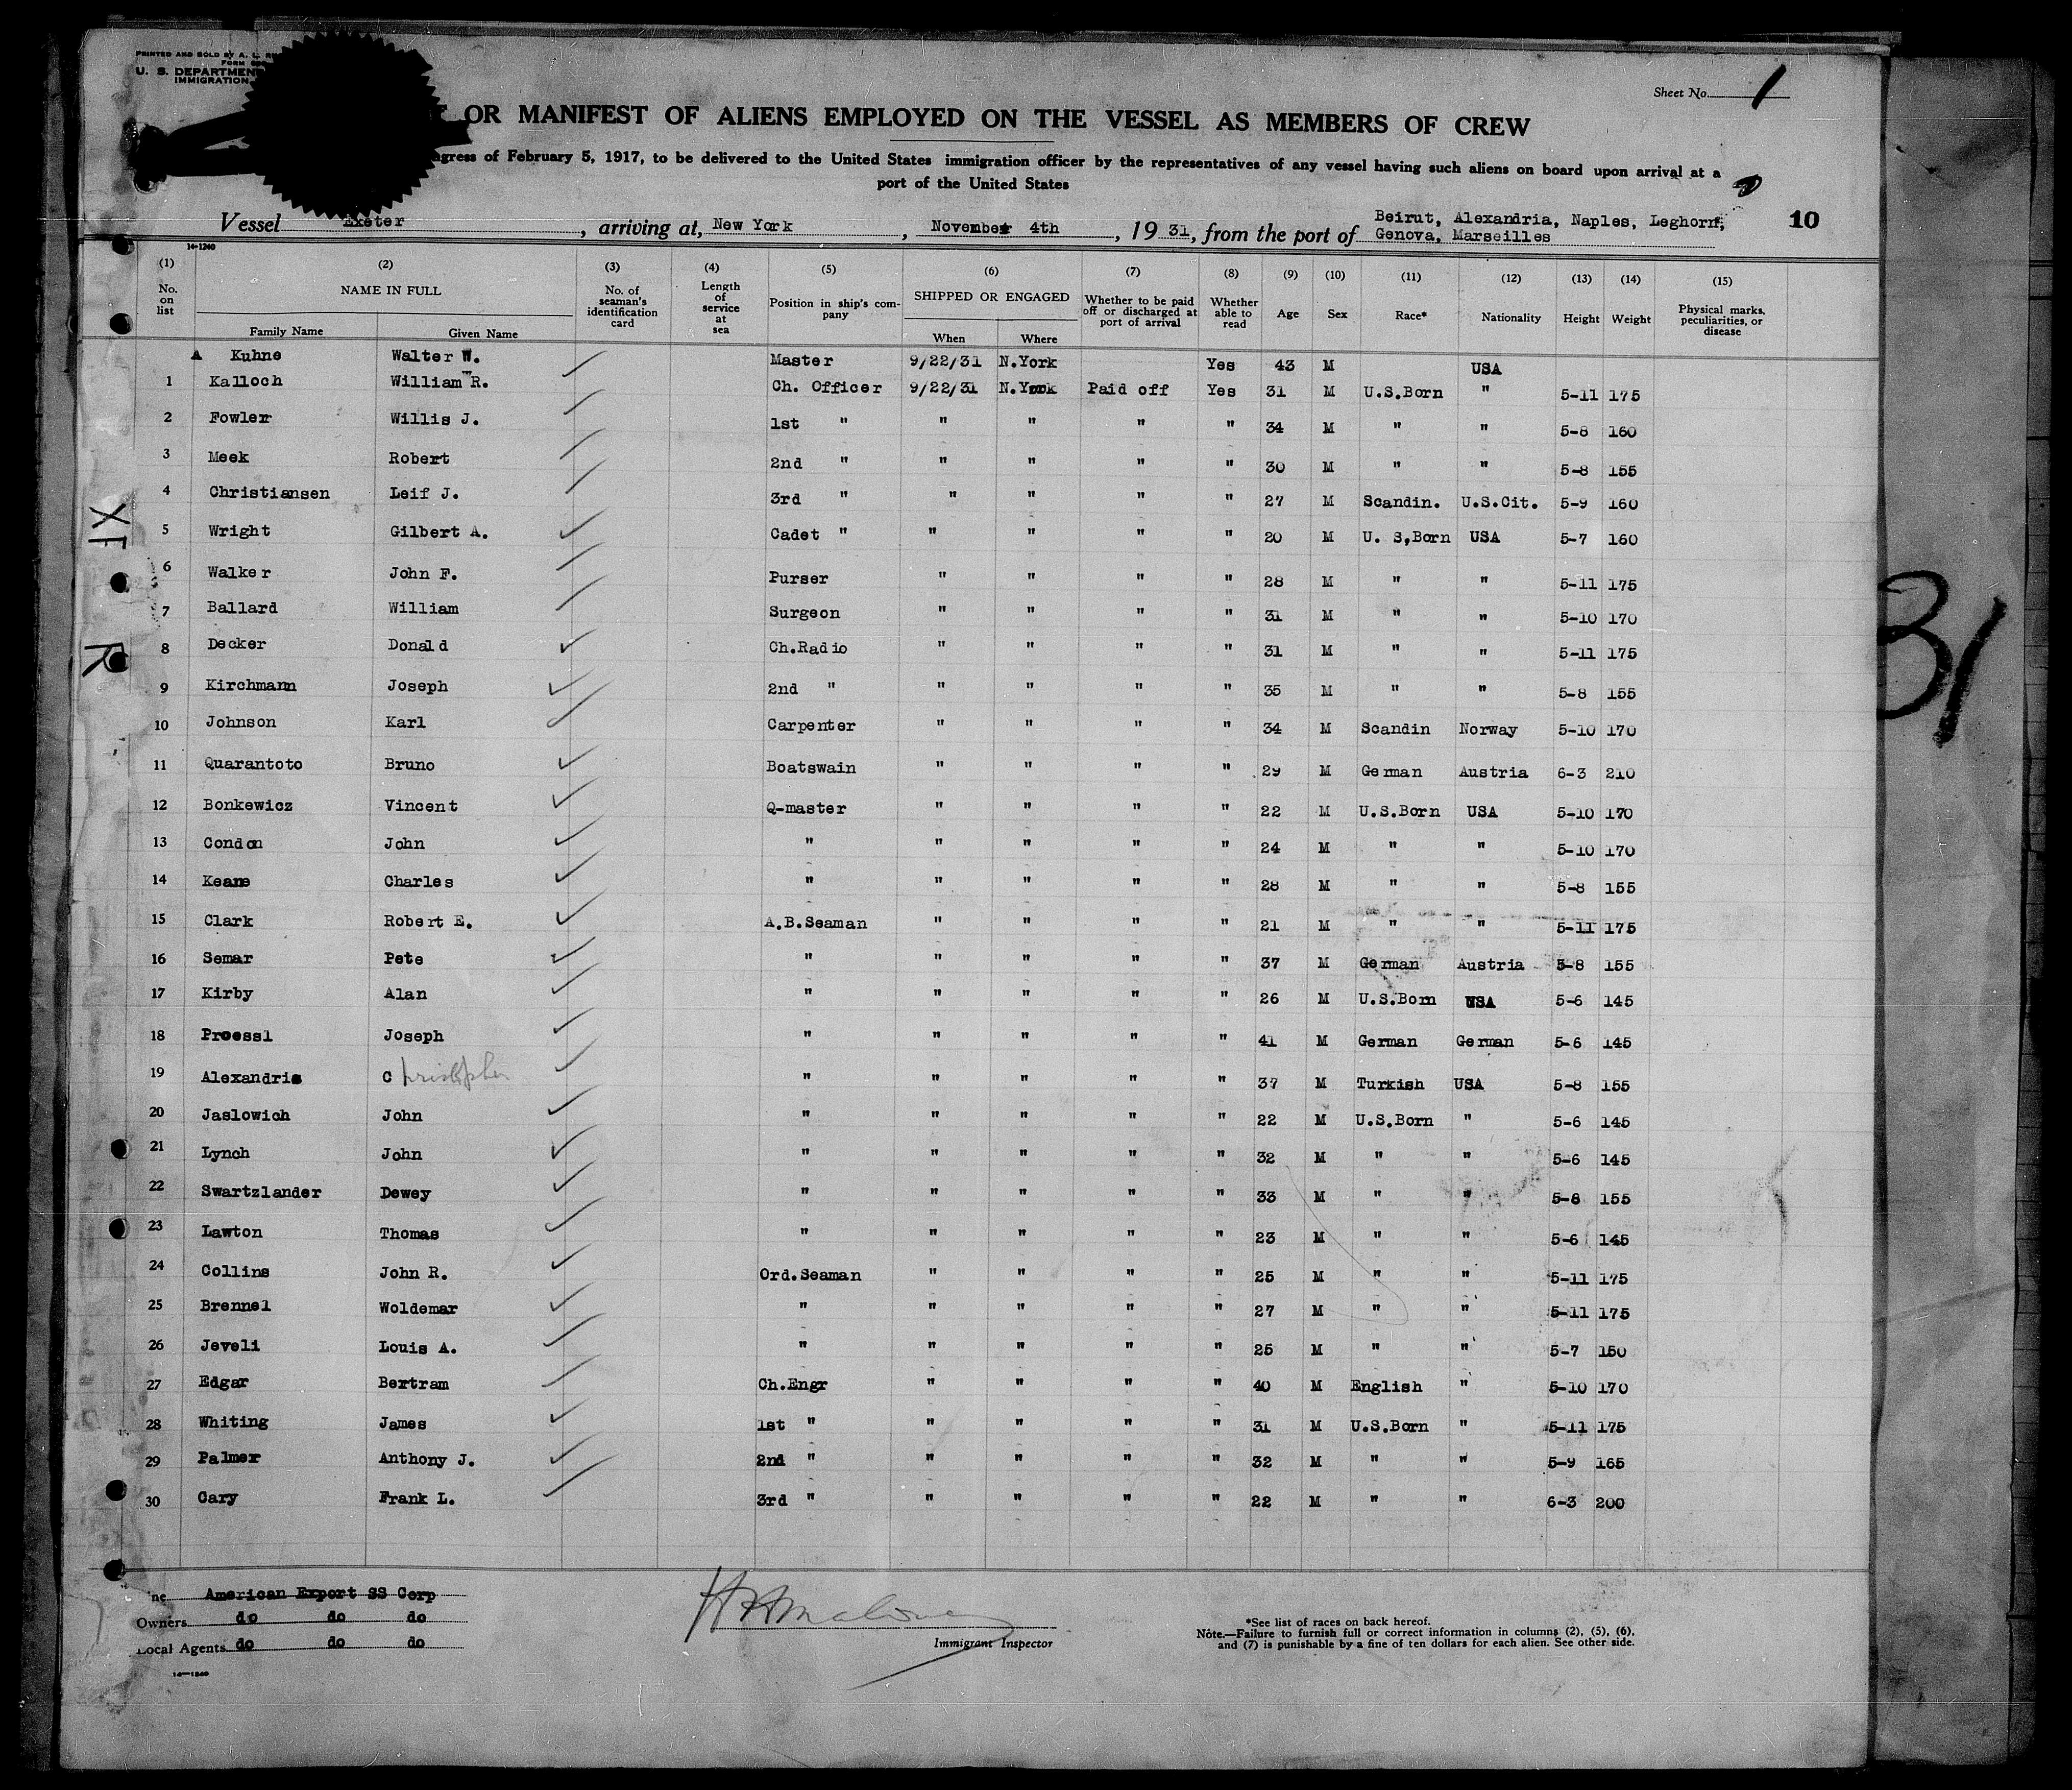 PRINTED AND SOLD BY A. L.
FORM
U. S. DEPARTMENT
IMMIGRATION
Sheet No. 1
OR MANIFEST OF ALIENS EMPLOYED ON THE VESSEL AS MEMBERS OF CREW
ngress of February 5, 1917, to be delivered to the United States immigration officer by the representatives of any vessel having such aliens on board upon arrival at a
port of the United States
Vessel Exeter, arriving at, New York, November 4th, 1931, from the port of Beirut, Alexandria, Naples, Leghorn,
Genova, Marseilles
10
14-1240
(1) (2) (3) (4) (5) (6) (7) (8) (9) (10) (11) (12) (13) (14) (15)
No. on list NAME IN FULL No. of seaman's identification card Length of service at sea Position in ship's company SHIPPED OR ENGAGED Whether to be paid off or discharged at port of arrival Whether able to read Age Sex Race* Nationality Height Weight Physical marks, peculiarities, or disease
Family Name Given Name When Where
Kuhne Walter W. Master 9/22/31 N.York Yes 43 M USA
1 Kalloch William R. Ch. Officer 9/22/31 N.York Paid off Yes 31 M U.S.Born " 5-11 175
2 Fowler Willis J. 1st " " " " " 34 M " " 5-8 160
3 Meek Robert 2nd " " " " " 30 M " " 5-8 155
4 Christiansen Leif J. 3rd " " " " " 27 M Scandin. U.S.Cit. 5-9 160
5 Wright Gilbert A. Cadet " " " " " 20 M U. S,Born USA 5-7 160
6 Walker John F. Purser " " " " 28 M " " 5-11 175
7 Ballard William Surgeon " " " " 31 M " " 5-10 170
8 Decker Donald Ch.Radio " " " " 31 M " " 5-11 175
9 Kirchmann Joseph 2nd " " " " " 35 M " " 5-8 155
10 Johnson Karl Carpenter " " " " 34 M Scandin Norway 5-10 170
11 Quarantoto Bruno Boatswain " " " " 29 M German Austria 6-3 210
12 Bonkewicz Vincent Q-master " " " " 22 M U.S.Born USA 5-10 170
13 Condon John " " " " " 24 M " " 5-10 170
14 Keane Charles " " " " " 28 M " " 5-8 155
15 Clark Robert E. A.B.Seaman " " " " 21 M " " 5-11 175
16 Semar Pete " " " " " 37 M German Austria 5-8 155
17 Kirby Alan " " " " " 26 M U.S.Born USA 5-6 145
18 Proessl Joseph " " " " " 41 M German German 5-6 145
19 Alexandris Christopher " " " " " 37 M Turkish USA 5-8 155
20 Jaslowich John " " " " " 22 M U.S.Born " 5-6 145
21 Lynch John " " " " " 32 M " " 5-6 145
22 Swartzlander Dewey " " " " " 33 M " " 5-8 155
23 Lawton Thomas " " " " " 23 M " " 5-6 145
24 Collins John R. Ord.Seaman " " " " 25 M " " 5-11 175
25 Brennel Woldemar " " " " " 27 M " " 5-11 175
26 Jeveli Louis A. " " " " " 25 M " " 5-7 150
27 Edgar Bertram Ch.Engr " " " " 40 M English " 5-10 170
28 Whiting James 1st " " " " " 31 M U.S.Born " 5-11 175
29 Palmer Anthony J. 2nd " " " " " 32 M " " 5-9 165
30 Gary Frank L. 3rd " " " " " 22 M " " 6-3 200
XF
R
31
ne American Export SS Corp
Owners do do do
Local Agents do do do
14-1240
Immigrant Inspector
*See list of races on back hereof.
Note.—Failure to furnish full or correct information in columns (2), (5), (6),
and (7) is punishable by a fine of ten dollars for each alien. See other side.